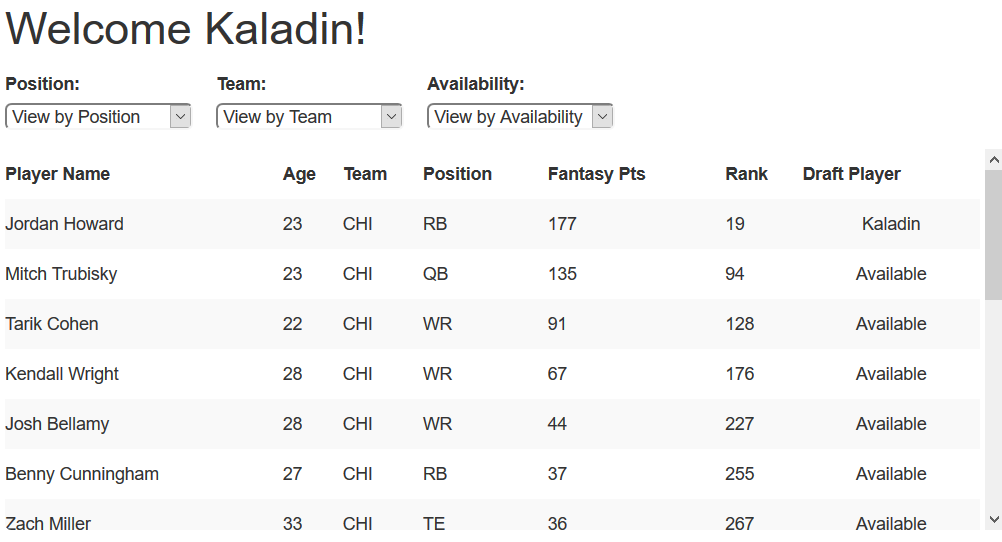 Welcome Kaladin!
Position: Team: Availability:
View by Position View by Team View by Availability
Player Name Age Team Position Fantasy Pts Rank Draft Player
Jordan Howard 23 CHI RB 177 19 Kaladin
Mitch Trubisky 23 CHI QB 135 94 Available
Tarik Cohen 22 CHI WR 91 128 Available
Kendall Wright 28 CHI WR 67 176 Available
Josh Bellamy 28 CHI WR 44 227 Available
Benny Cunningham 27 CHI RB 37 255 Available
Zach Miller 33 CHI TE 36 267 Available